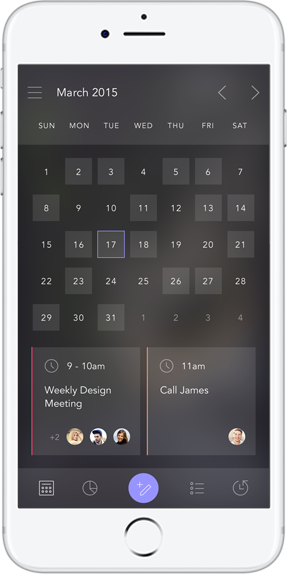 March 2015
SUN MON TUE WED THU FRI SAT
1 2 3 4 5 6 7
8 9 10 11 12 13 14
15 16 17 18 19 20 21
22 23 24 25 26 27 28
29 30 31 1 2 3 4
9 - 10am
Weekly Design
Meeting
+2
11am
Call James